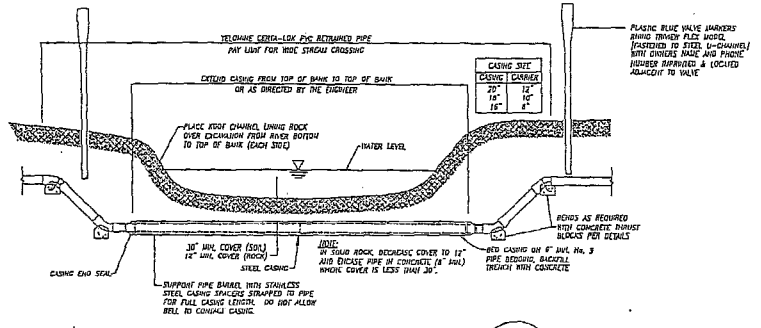 YELOMINE CERTA-LOK PVC RETAINED PIPE
PAY LIMIT FOR WIDE STREAM CROSSING
EXTEND CASING FROM TOP OF BANK TO TOP OF BANK
OR AS DIRECTED BY THE ENGINEER
CASING SIZE
CASING CARRIER
20" 12"
18" 10"
16" 8"
PLASTIC BLUE VALVE MARKERS
RHINO TRIVIEW FLEX MODEL
(FASTENED TO STEEL U-CHANNEL)
WITH OWNERS NAME AND PHONE
NUMBER IMPRINTED & LOCATED
ADJACENT TO VALVE
PLACE KDOT CHANNEL LINING ROCK
OVER EXCAVATION FROM RIVER BOTTOM
TO TOP OF BANK (EACH SIDE)
WATER LEVEL
30" MIN. COVER (SOIL)
12" MIN. COVER (ROCK)
STEEL CASING
NOTE:
IN SOLID ROCK, DECREASE COVER TO 12"
AND ENCASE PIPE IN CONCRETE (8" MIN.)
WHERE COVER IS LESS THAN 30".
BENDS AS REQUIRED
WITH CONCRETE THRUST
BLOCKS PER DETAILS
BED CASING ON 6" MIN. No. 9
PIPE BEDDING, BACKFILL
TRENCH WITH CONCRETE
CASING END SEAL
SUPPORT PIPE BARREL WITH STAINLESS
STEEL CASING SPACERS STRAPPED TO PIPE
FOR FULL CASING LENGTH. DO NOT ALLOW
BELL TO CONTACT CASING.